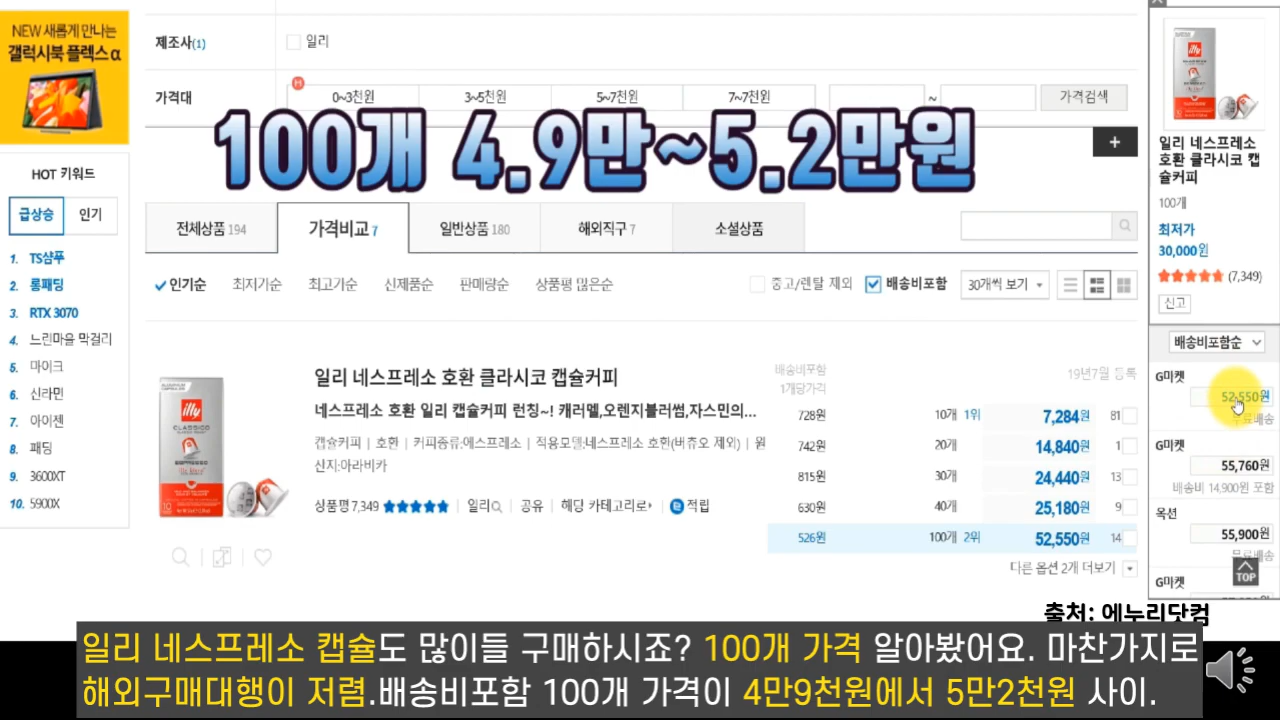 NEW 새롭게 만나는
갤럭시북 플렉스 α
제조사(1)
일리
가격대
H
0~3천원
3~5천원
5~7천원
7~7천원
~
가격검색
100개 4.9만~5.2만원
+
HOT 키워드
급상승
인기
1. TS샴푸
2. 롱패딩
3. RTX 3070
4. 느린마을 막걸리
5. 마이크
6. 신라면
7. 아이젠
8. 패딩
9. 3600XT
10. 5900X
전체상품 194
가격비교 7
일반상품 180
해외직구 7
소셜상품
인기순
최저가순
최고가순
신제품순
판매량순
상품평 많은순
중고/렌탈 제외
배송비포함
30개씩 보기
illy
CLASSICO
일리 네스프레소 호환 클라시코 캡슐커피
네스프레소 호환 일리 캡슐커피 런칭~! 캐러멜,오렌지블러썸,자스민의...
캡슐커피 | 호환 | 커피종류:에스프레소 | 적용모델:네스프레소 호환(버츄오 제외) | 원
산지:아라비카
상품평7,349 ★★★★★ | 일리 | 공유 | 해당 카테고리로 | 적립
배송비포함
1개당가격
19년7월 등록
728원 10개 1위 7,284원 81
742원 20개 14,840원 1
815원 30개 24,440원 13
630원 40개 25,180원 9
526원 100개 2위 52,550원 14
다른 옵션 2개 더보기
illy
일리 네스프레소
호환 클라시코 캡
슐커피
100개
최저가
30,000원
★★★★★ (7,349)
신고
배송비포함순
G마켓
52,550원
무료배송
G마켓
55,760원
배송비 14,900원 포함
옥션
55,900원
무료배송
G마켓
TOP
출처: 에누리닷컴
일리 네스프레소 캡슐도 많이들 구매하시죠? 100개 가격 알아봤어요. 마찬가지로
해외구매대행이 저렴.배송비포함 100개 가격이 4만9천원에서 5만2천원 사이.